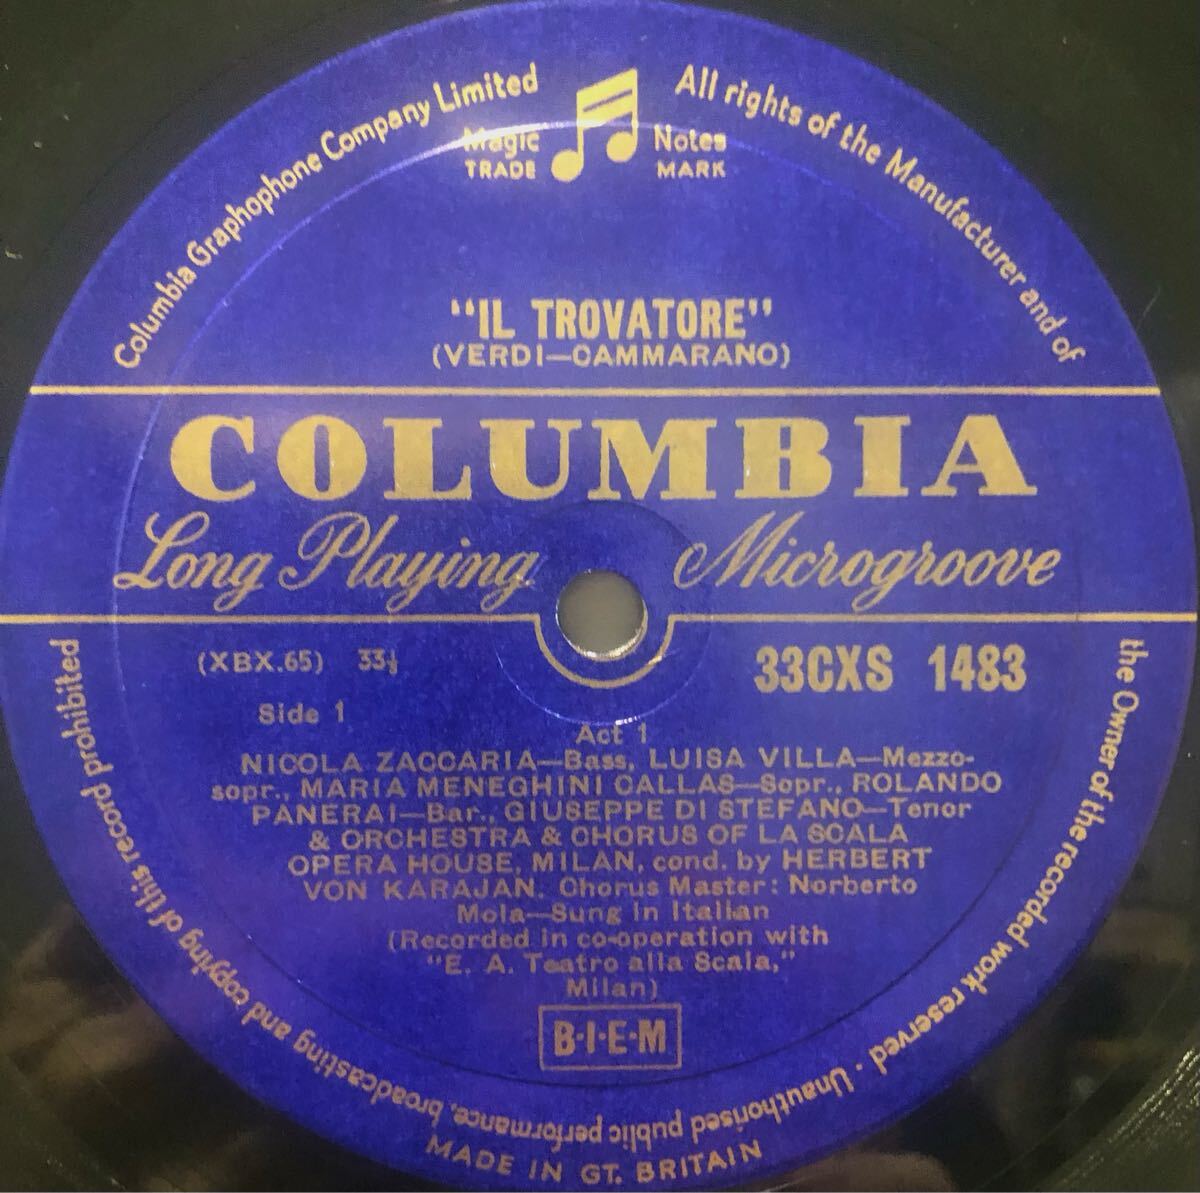 Columbia Graphophone Company Limited
All rights of the Manufacturer and of
the Owner of the recorded work reserved · Unauthorised public performance, broadcasting and copying of this record prohibited
Magic Notes
TRADE MARK
"IL TROVATORE"
(VERDI—CAMMARANO)
COLUMBIA
Long Playing Microgroove
(XBX.65) 33⅓
33CXS 1483
Side 1
Act 1
NICOLA ZACCARIA—Bass, LUISA VILLA—Mezzo-
sopr., MARIA MENEGHINI CALLAS—Sopr., ROLANDO
PANERAI—Bar., GIUSEPPE DI STEFANO—Tenor
& ORCHESTRA & CHORUS OF LA SCALA
OPERA HOUSE, MILAN, cond. by HERBERT
VON KARAJAN. Chorus Master: Norberto
Mola—Sung in Italian
(Recorded in co-operation with
"E. A. Teatro alla Scala,"
Milan)
B·I·E·M
MADE IN GT. BRITAIN